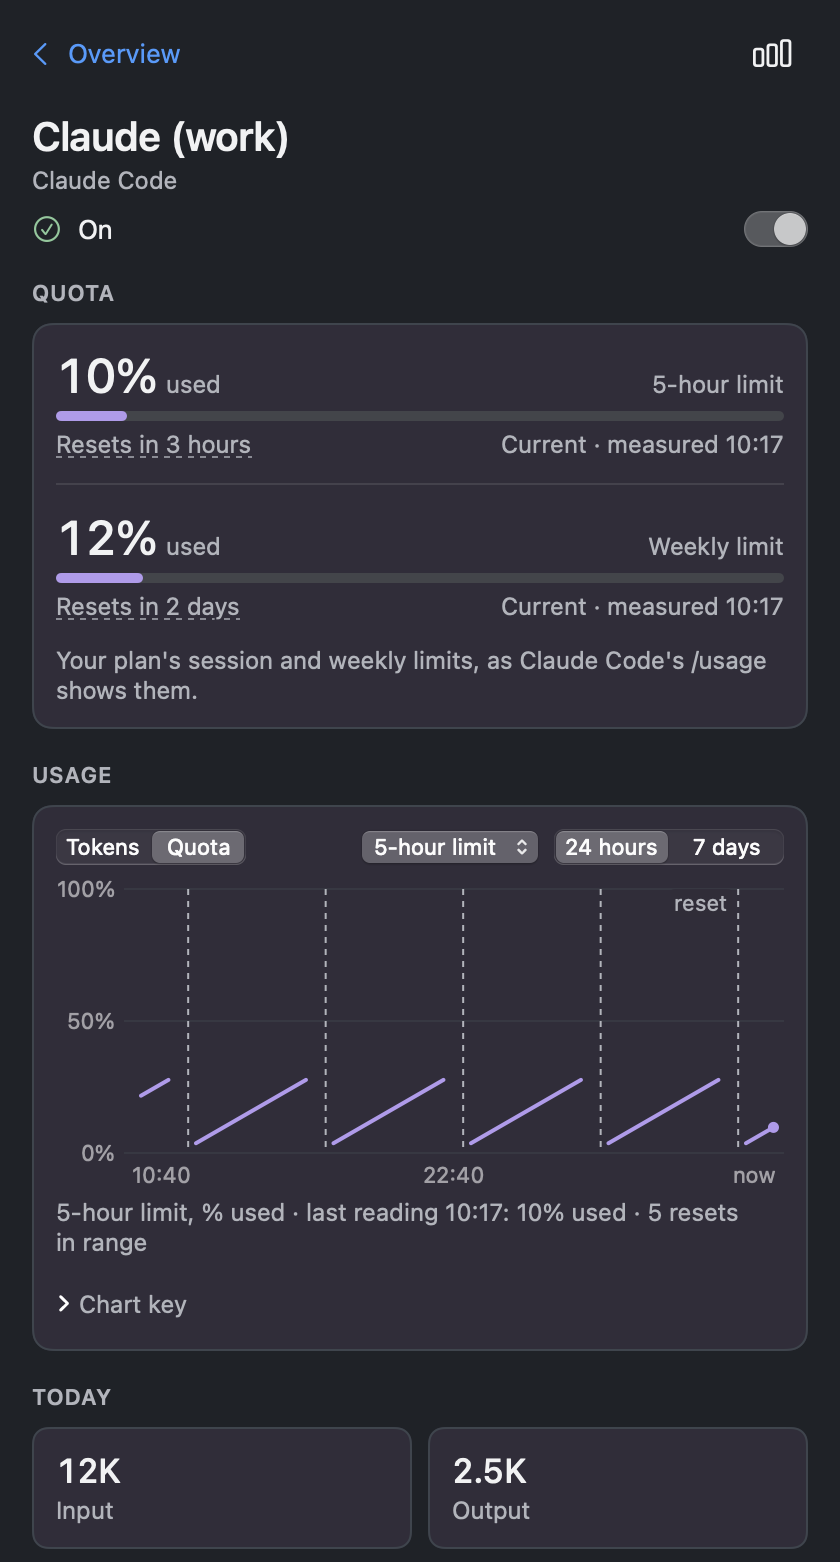 Overview
Claude (work)
Claude Code
On
QUOTA
10% used
5-hour limit
Resets in 3 hours
Current · measured 10:17
12% used
Weekly limit
Resets in 2 days
Current · measured 10:17
Your plan's session and weekly limits, as Claude Code's /usage
shows them.
USAGE
Tokens Quota
5-hour limit
24 hours 7 days
100%
reset
50%
0%
10:40
22:40
now
5-hour limit, % used · last reading 10:17: 10% used · 5 resets
in range
Chart key
TODAY
12K
Input
2.5K
Output